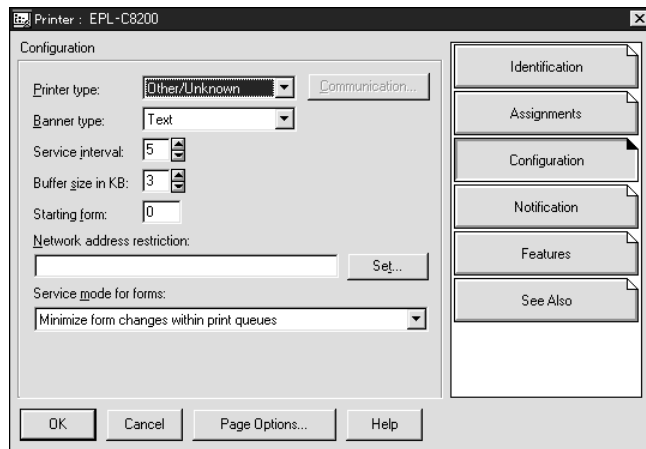 Printer : EPL-C8200
Configuration
Printer type: Other/Unknown Communication...
Banner type: Text
Service interval: 5
Buffer size in KB: 3
Starting form: 0
Network address restriction:
Set...
Service mode for forms:
Minimize form changes within print queues
OK Cancel Page Options... Help
Identification
Assignments
Configuration
Notification
Features
See Also